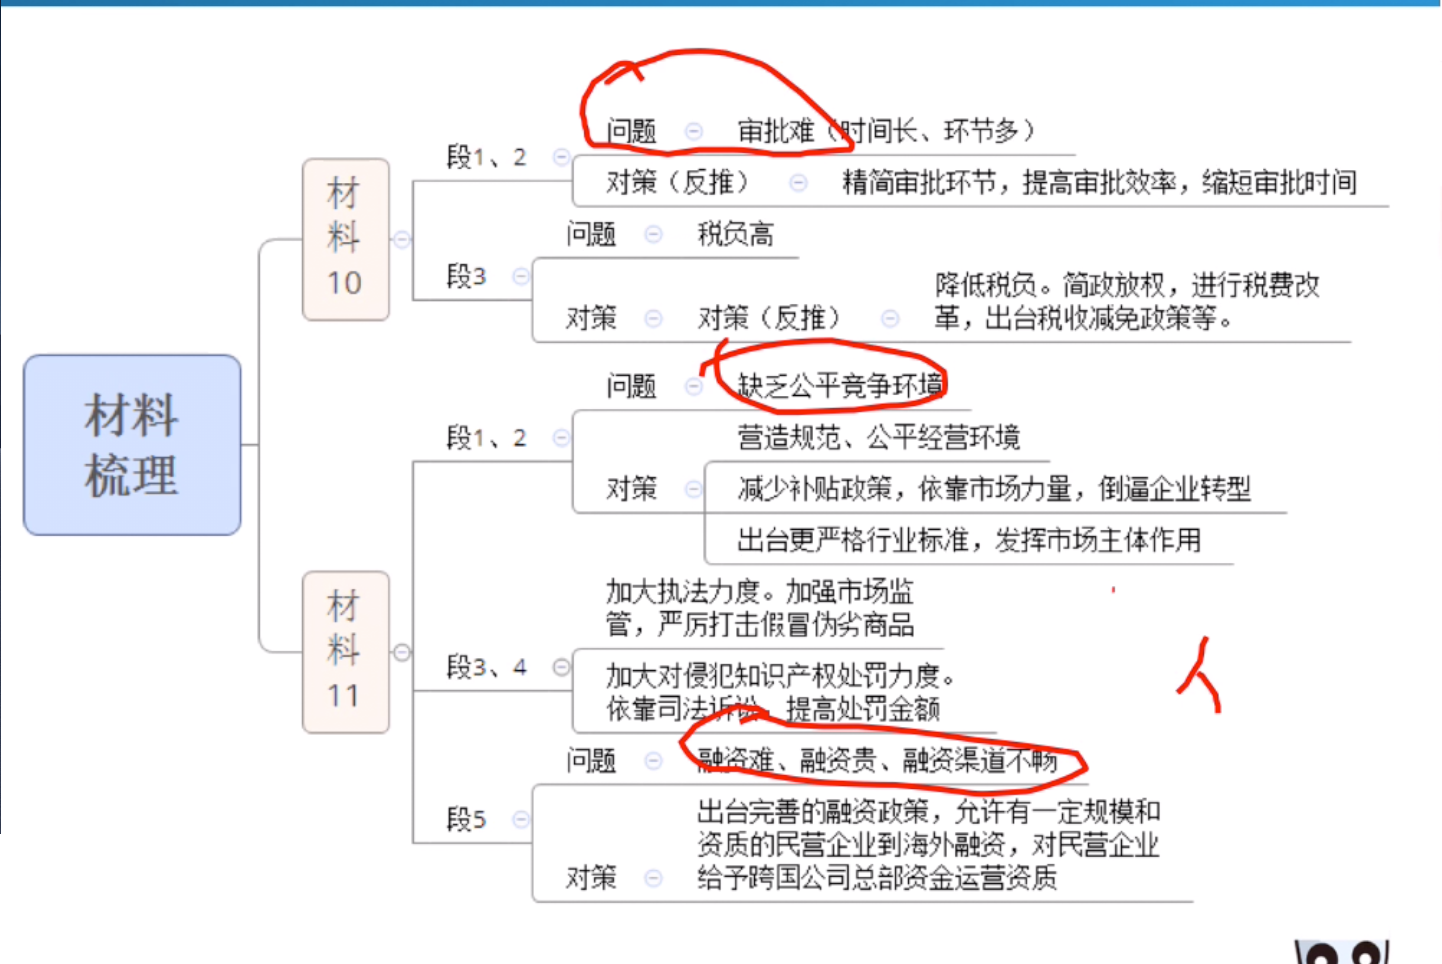 材料
梳理
材
料
10
段1、2
问题
审批难（时间长、环节多）
对策（反推）
精简审批环节，提高审批效率，缩短审批时间
段3
问题
税负高
对策
对策（反推）
降低税负。简政放权，进行税费改
革，出台税收减免政策等。
材
料
11
段1、2
问题
缺乏公平竞争环境
对策
营造规范、公平经营环境
减少补贴政策，依靠市场力量，倒逼企业转型
出台更严格行业标准，发挥市场主体作用
段3、4
加大执法力度。加强市场监
管，严厉打击假冒伪劣商品
加大对侵犯知识产权处罚力度。
依靠司法诉讼，提高处罚金额
段5
问题
融资难、融资贵、融资渠道不畅
对策
出台完善的融资政策，允许有一定规模和
资质的民营企业到海外融资，对民营企业
给予跨国公司总部资金运营资质